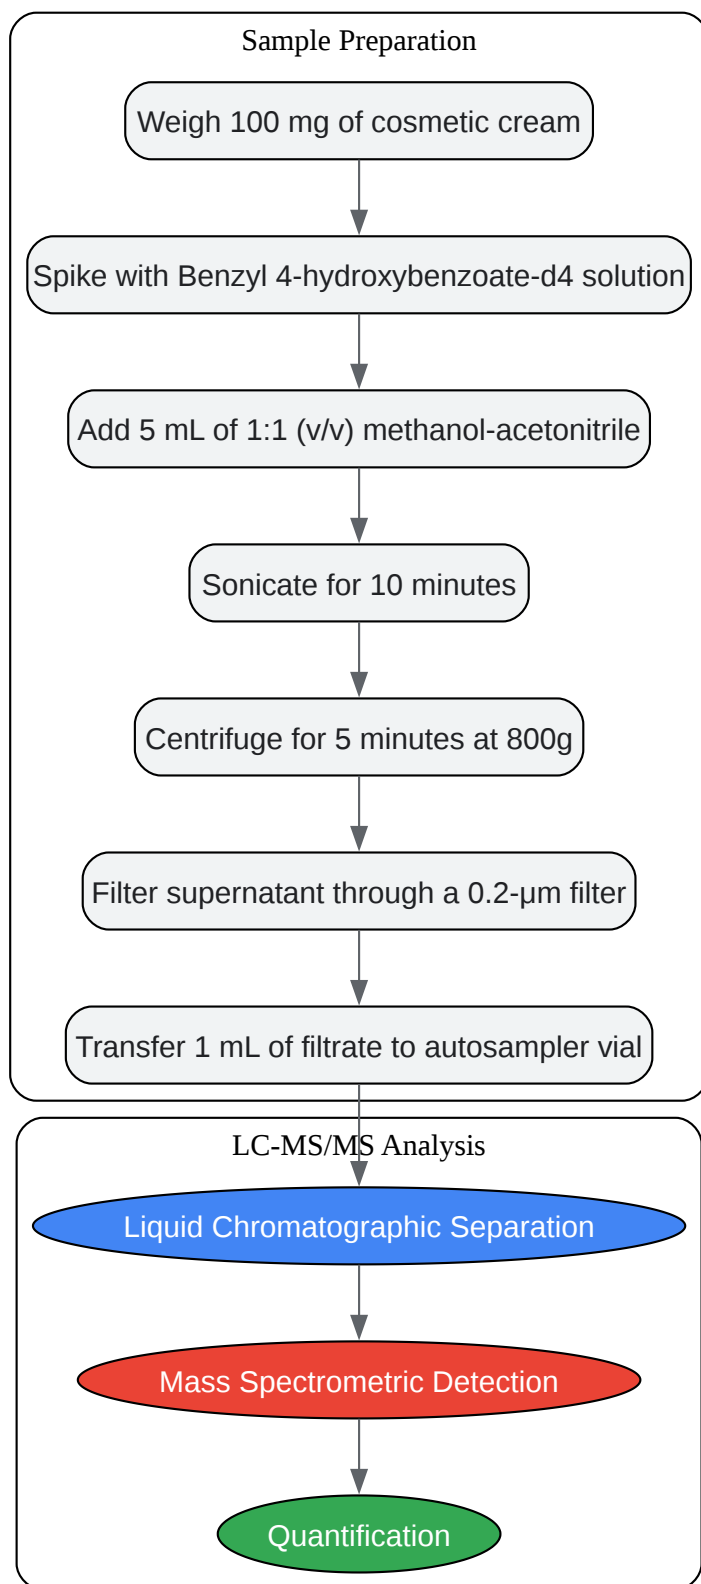 Sample Preparation
Weigh 100 mg of cosmetic cream
Spike with Benzyl 4-hydroxybenzoate-d4 solution
Add 5 mL of 1:1 (v/v) methanol-acetonitrile
Sonicate for 10 minutes
Centrifuge for 5 minutes at 800g
Filter supernatant through a 0.2-μm filter
Transfer 1 mL of filtrate to autosampler vial
LC-MS/MS Analysis
Liquid Chromatographic Separation
Mass Spectrometric Detection
Quantification